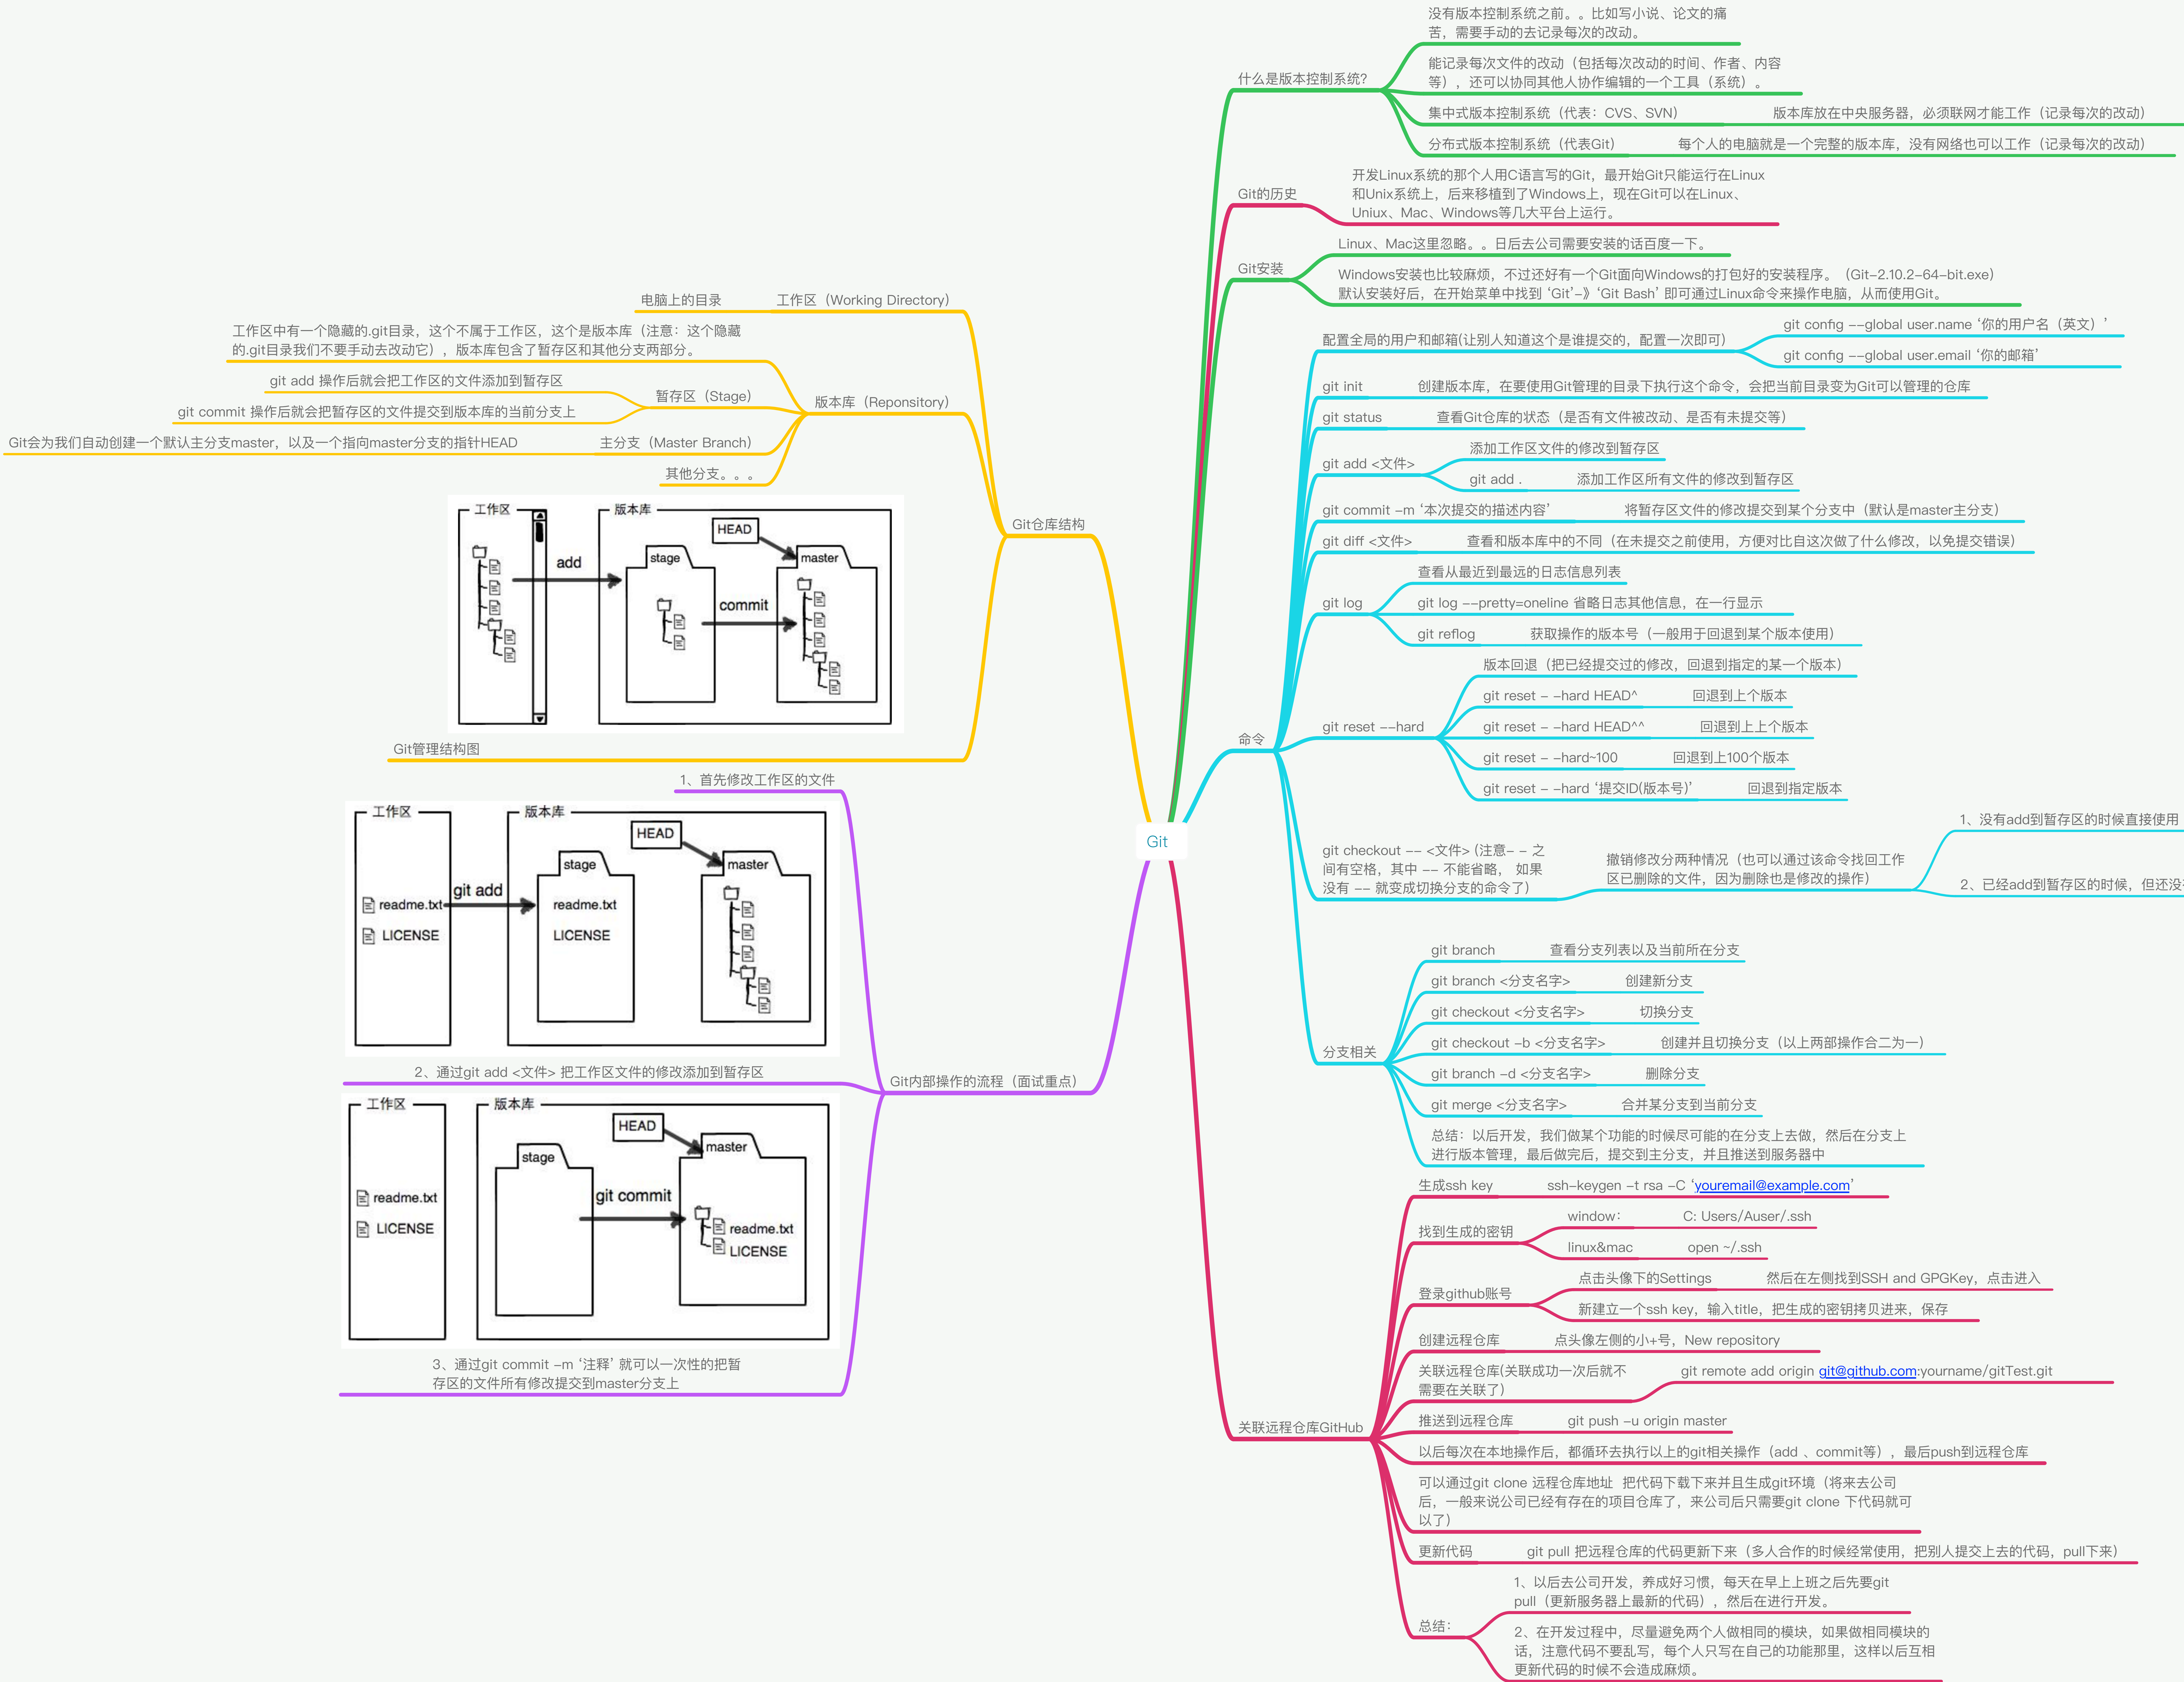 Git
什么是版本控制系统?
没有版本控制系统之前。。比如写小说、论文的痛
苦，需要手动的去记录每次的改动。
能记录每次文件的改动（包括每次改动的时间、作者、内容
等），还可以协同其他人协作编辑的一个工具（系统）。
集中式版本控制系统（代表：CVS、SVN）
版本库放在中央服务器，必须联网才能工作（记录每次的改动）
分布式版本控制系统（代表Git）
每个人的电脑就是一个完整的版本库，没有网络也可以工作（记录每次的改动）
Git的历史
开发Linux系统的那个人用C语言写的Git，最开始Git只能运行在Linux
和Unix系统上，后来移植到了Windows上，现在Git可以在Linux、
Uniux、Mac、Windows等几大平台上运行。
Git安装
Linux、Mac这里忽略。。日后去公司需要安装的话百度一下。
Windows安装也比较麻烦，不过还好有一个Git面向Windows的打包好的安装程序。（Git-2.10.2-64-bit.exe）
默认安装好后，在开始菜单中找到 ‘Git’-》‘Git Bash’ 即可通过Linux命令来操作电脑，从而使用Git。
命令
配置全局的用户和邮箱(让别人知道这个是谁提交的，配置一次即可）
git config --global user.name ‘你的用户名（英文）’
git config --global user.email ‘你的邮箱’
git init
创建版本库，在要使用Git管理的目录下执行这个命令，会把当前目录变为Git可以管理的仓库
git status
查看Git仓库的状态（是否有文件被改动、是否有未提交等）
git add <文件>
添加工作区文件的修改到暂存区
git add .
添加工作区所有文件的修改到暂存区
git commit -m ‘本次提交的描述内容’
将暂存区文件的修改提交到某个分支中（默认是master主分支）
git diff <文件>
查看和版本库中的不同（在未提交之前使用，方便对比自这次做了什么修改，以免提交错误）
git log
查看从最近到最远的日志信息列表
git log --pretty=oneline 省略日志其他信息，在一行显示
git reflog
获取操作的版本号（一般用于回退到某个版本使用）
git reset --hard
版本回退（把已经提交过的修改，回退到指定的某一个版本）
git reset - -hard HEAD^
回退到上个版本
git reset - -hard HEAD^^
回退到上上个版本
git reset - -hard~100
回退到上100个版本
git reset - -hard ‘提交ID(版本号)’
回退到指定版本
git checkout -- <文件> (注意- - 之
间有空格，其中 -- 不能省略， 如果
没有 -- 就变成切换分支的命令了)
撤销修改分两种情况（也可以通过该命令找回工作
区已删除的文件，因为删除也是修改的操作）
1、没有add到暂存区的时候直接使用
2、已经add到暂存区的时候，但还没
分支相关
git branch
查看分支列表以及当前所在分支
git branch <分支名字>
创建新分支
git checkout <分支名字>
切换分支
git checkout -b <分支名字>
创建并且切换分支（以上两部操作合二为一）
git branch -d <分支名字>
删除分支
git merge <分支名字>
合并某分支到当前分支
总结：以后开发，我们做某个功能的时候尽可能的在分支上去做，然后在分支上
进行版本管理，最后做完后，提交到主分支，并且推送到服务器中
关联远程仓库GitHub
生成ssh key
ssh-keygen -t rsa -C ‘youremail@example.com’
找到生成的密钥
window：
C: Users/Auser/.ssh
linux&mac
open ~/.ssh
登录github账号
点击头像下的Settings
然后在左侧找到SSH and GPGKey，点击进入
新建立一个ssh key，输入title，把生成的密钥拷贝进来，保存
创建远程仓库
点头像左侧的小+号，New repository
关联远程仓库(关联成功一次后就不
需要在关联了)
git remote add origin git@github.com:yourname/gitTest.git
推送到远程仓库
git push -u origin master
以后每次在本地操作后，都循环去执行以上的git相关操作（add 、commit等），最后push到远程仓库
可以通过git clone 远程仓库地址 把代码下载下来并且生成git环境（将来去公司
后，一般来说公司已经有存在的项目仓库了，来公司后只需要git clone 下代码就可
以了）
更新代码
git pull 把远程仓库的代码更新下来（多人合作的时候经常使用，把别人提交上去的代码，pull下来）
总结：
1、以后去公司开发，养成好习惯，每天在早上上班之后先要git
pull（更新服务器上最新的代码），然后在进行开发。
2、在开发过程中，尽量避免两个人做相同的模块，如果做相同模块的
话，注意代码不要乱写，每个人只写在自己的功能那里，这样以后互相
更新代码的时候不会造成麻烦。
Git仓库结构
工作区（Working Directory）
电脑上的目录
版本库（Reponsitory）
工作区中有一个隐藏的.git目录，这个不属于工作区，这个是版本库（注意：这个隐藏
的.git目录我们不要手动去改动它），版本库包含了暂存区和其他分支两部分。
暂存区（Stage）
git add 操作后就会把工作区的文件添加到暂存区
git commit 操作后就会把暂存区的文件提交到版本库的当前分支上
主分支（Master Branch）
Git会为我们自动创建一个默认主分支master，以及一个指向master分支的指针HEAD
其他分支。。。
工作区
版本库
HEAD
stage
master
add
commit
Git管理结构图
Git内部操作的流程（面试重点）
1、首先修改工作区的文件
工作区
版本库
HEAD
stage
master
git add
readme.txt
LICENSE
readme.txt
LICENSE
2、通过git add <文件> 把工作区文件的修改添加到暂存区
工作区
版本库
HEAD
stage
master
git commit
readme.txt
LICENSE
readme.txt
LICENSE
3、通过git commit -m ‘注释’ 就可以一次性的把暂
存区的文件所有修改提交到master分支上